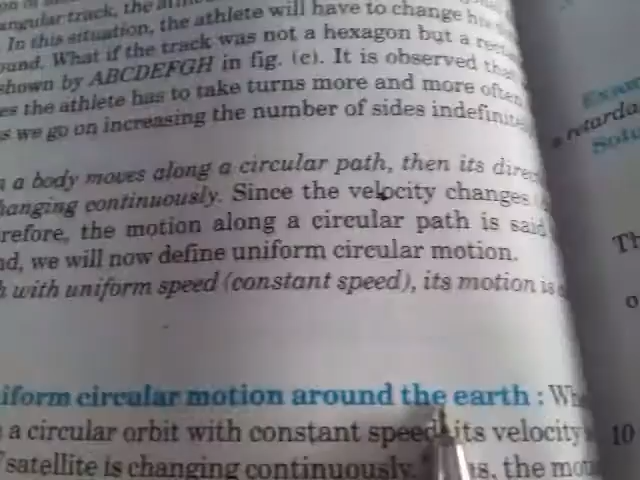 angular track, the
In this situation, the athlete will have to change his
ound. What if the track was not a hexagon but a
shown by ABCDEFGH in fig. (c). It is observed that
es the athlete has to take turns more and more often
s we go on increasing the number of sides indefinite
a body moves along a circular path, then its direc
hanging continuously. Since the velocity changes
refore, the motion along a circular path is said
nd, we will now define uniform circular motion.
h with uniform speed (constant speed), its motion is
iform circular motion around the earth : Wh
a circular orbit with constant speed its velocity
satellite is changing continuously. us, the mo
Exam
a retarda
Solu
Th
o
10